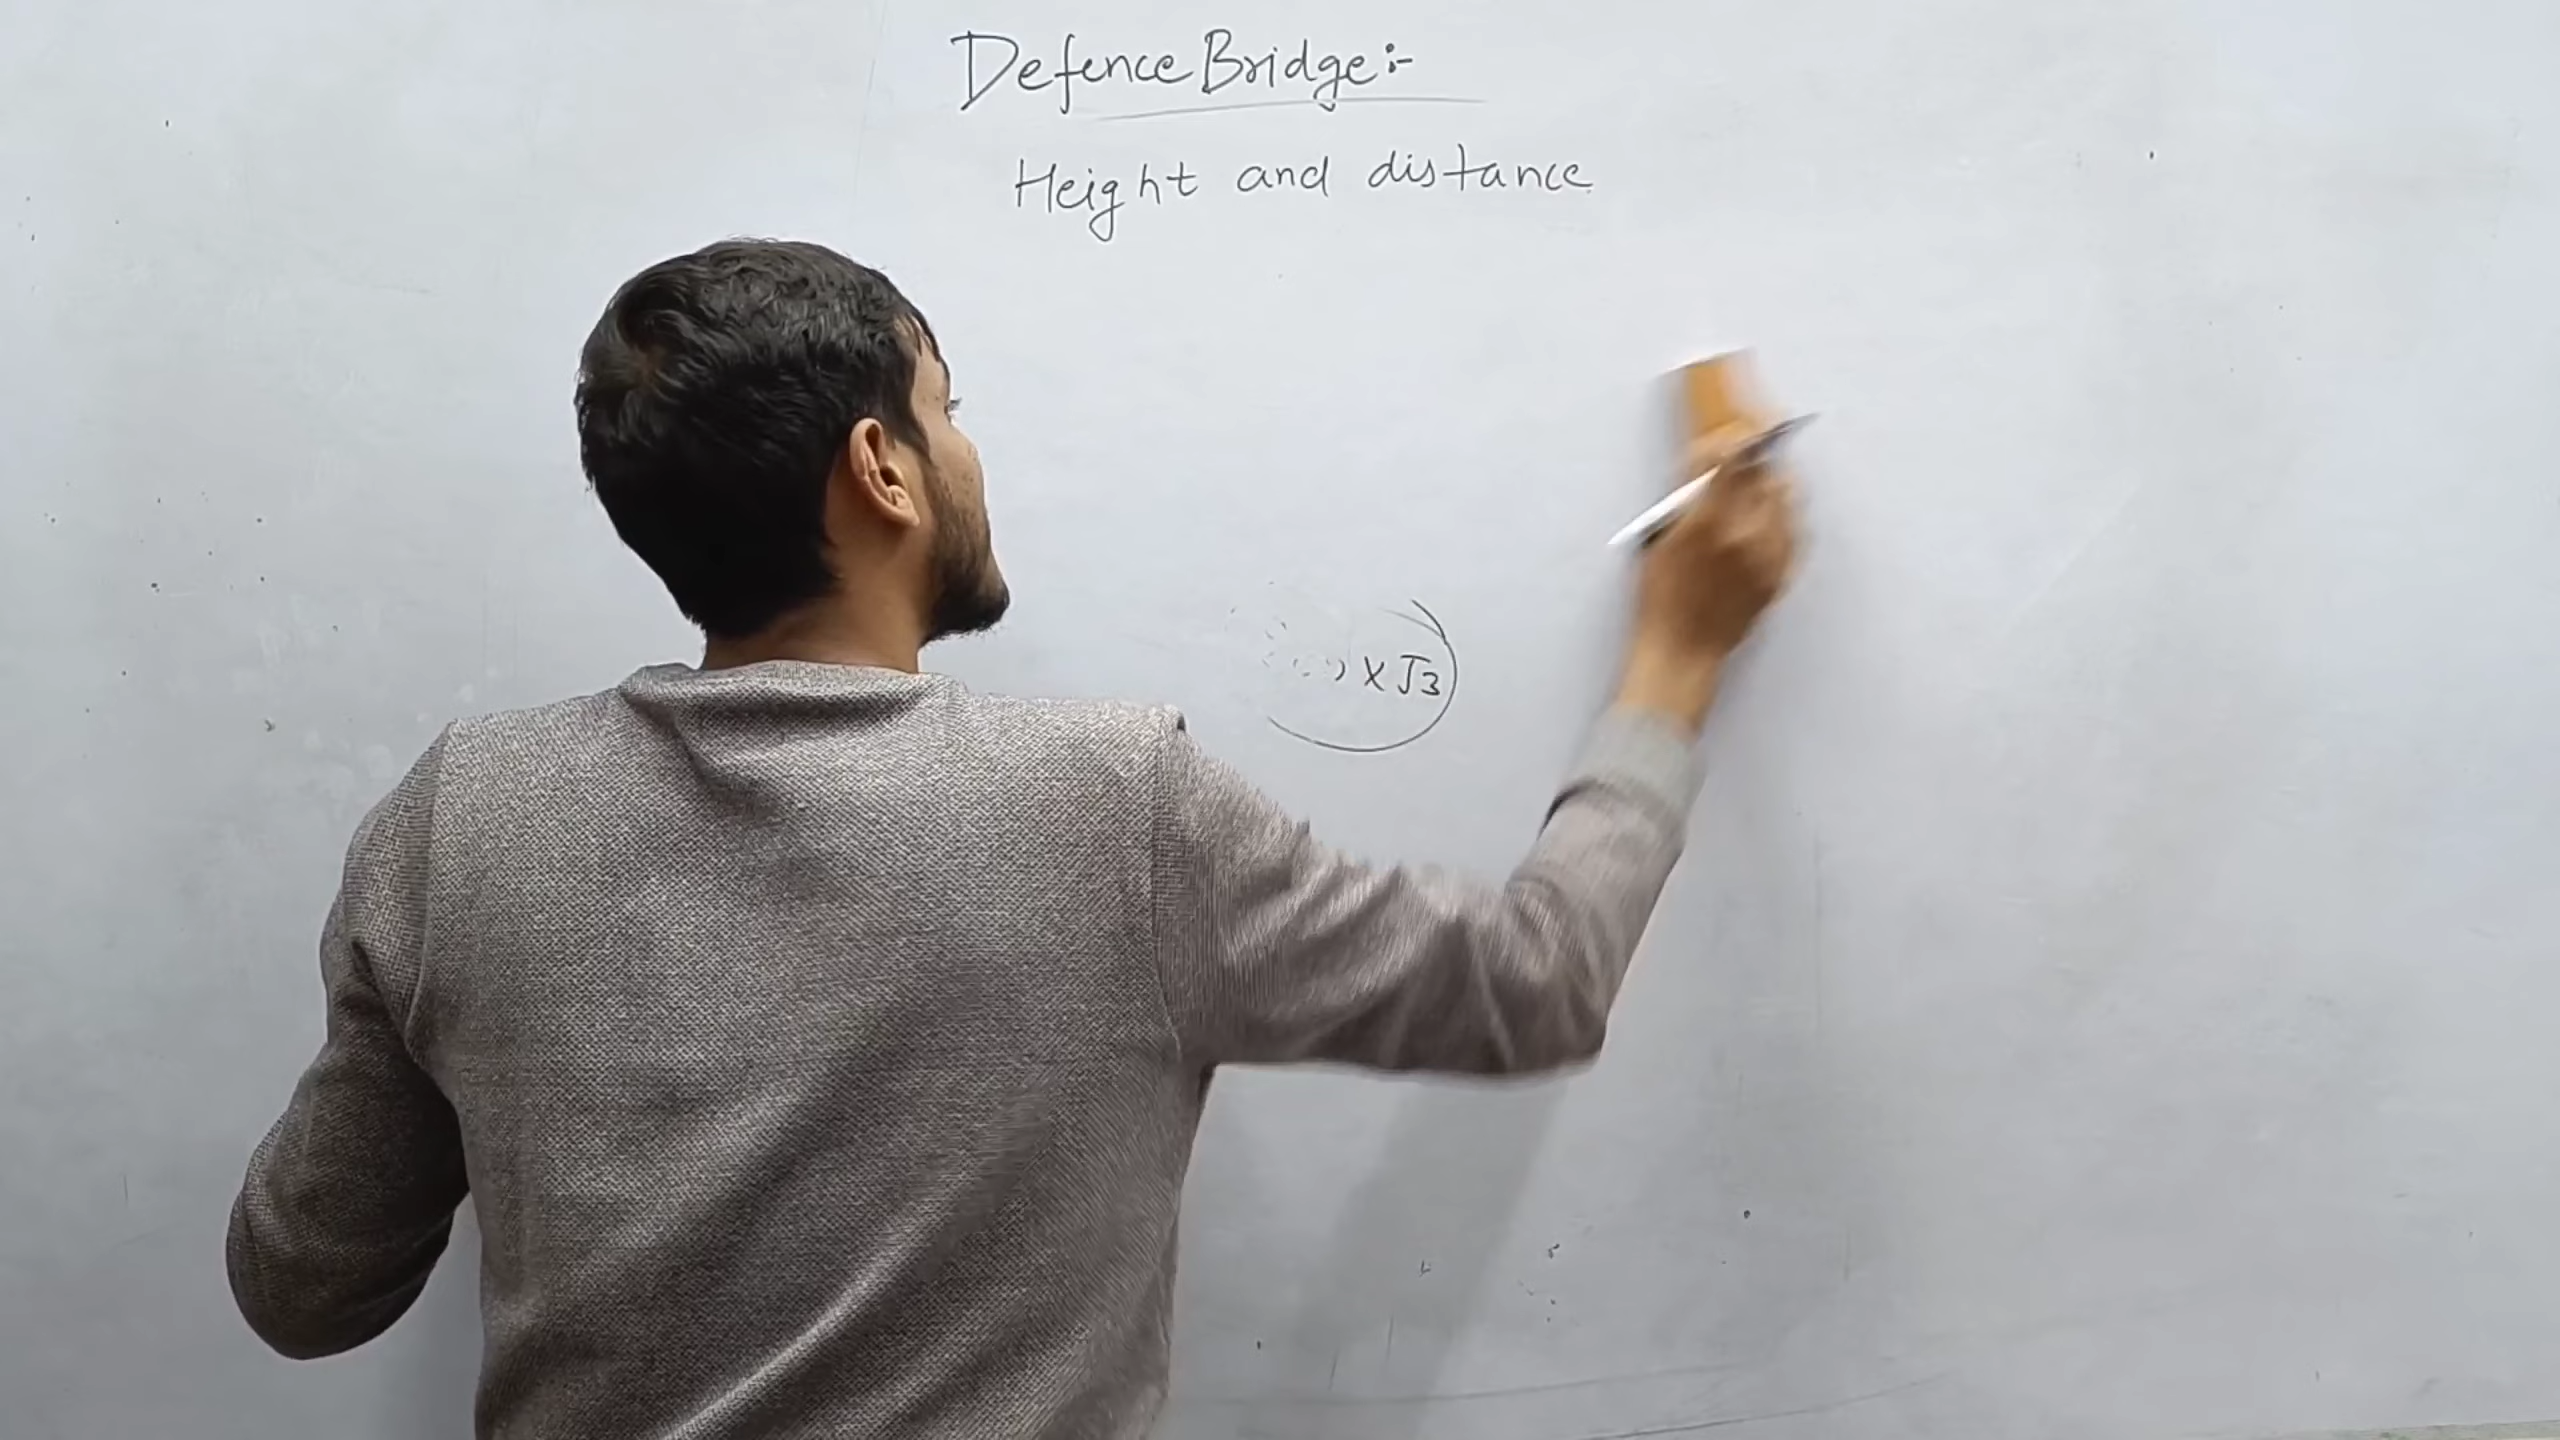 Defence Bridge:-
Height and distance
) X √3